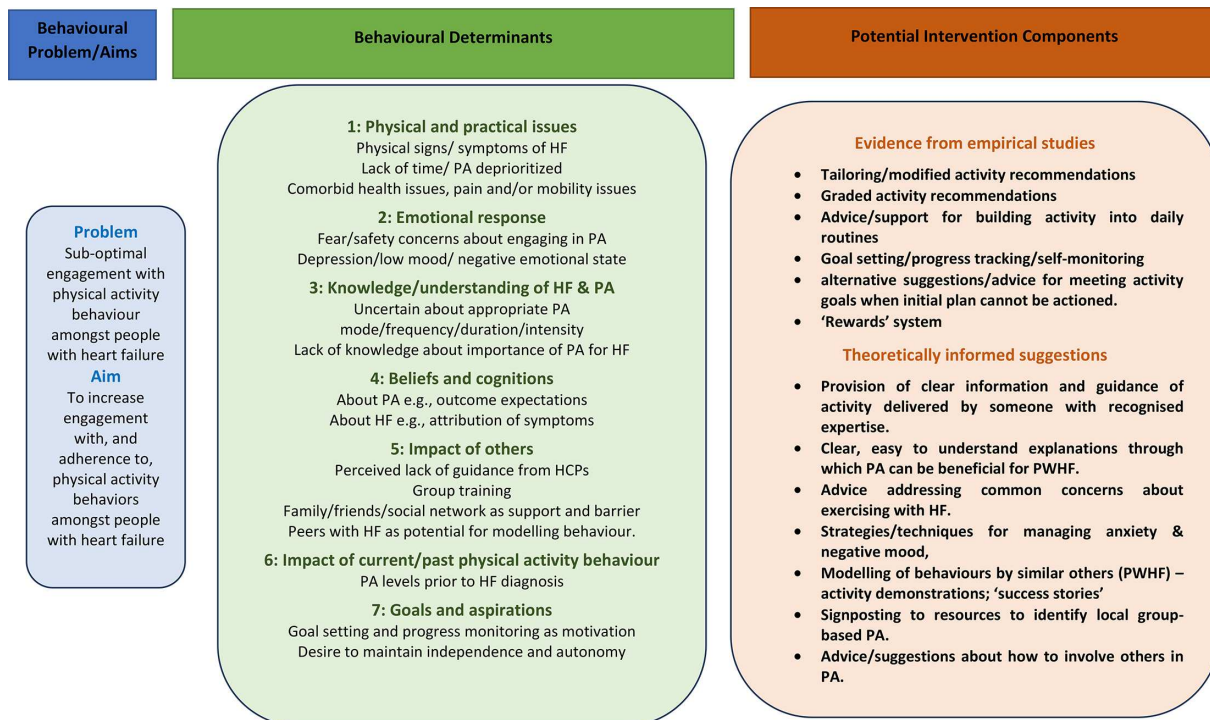 Behavioural
Problem/Aims
Behavioural Determinants
Potential Intervention Components
Problem
Sub-optimal
engagement with
physical activity
behaviour
amongst people
with heart failure
Aim
To increase
engagement
with, and
adherence to,
physical activity
behaviors
amongst people
with heart failure
1: Physical and practical issues
Physical signs/ symptoms of HF
Lack of time/ PA deprioritized
Comorbid health issues, pain and/or mobility issues
2: Emotional response
Fear/safety concerns about engaging in PA
Depression/low mood/ negative emotional state
3: Knowledge/understanding of HF & PA
Uncertain about appropriate PA
mode/frequency/duration/intensity
Lack of knowledge about importance of PA for HF
4: Beliefs and cognitions
About PA e.g., outcome expectations
About HF e.g., attribution of symptoms
5: Impact of others
Perceived lack of guidance from HCPs
Group training
Family/friends/social network as support and barrier
Peers with HF as potential for modelling behaviour.
6: Impact of current/past physical activity behaviour
PA levels prior to HF diagnosis
7: Goals and aspirations
Goal setting and progress monitoring as motivation
Desire to maintain independence and autonomy
Evidence from empirical studies
• Tailoring/modified activity recommendations
• Graded activity recommendations
• Advice/support for building activity into daily
routines
• Goal setting/progress tracking/self-monitoring
• alternative suggestions/advice for meeting activity
goals when initial plan cannot be actioned.
• ‘Rewards’ system
Theoretically informed suggestions
• Provision of clear information and guidance of
activity delivered by someone with recognised
expertise.
• Clear, easy to understand explanations through
which PA can be beneficial for PWHF.
• Advice addressing common concerns about
exercising with HF.
• Strategies/techniques for managing anxiety &
negative mood,
• Modelling of behaviours by similar others (PWHF) –
activity demonstrations; ‘success stories’
• Signposting to resources to identify local group-
based PA.
• Advice/suggestions about how to involve others in
PA.